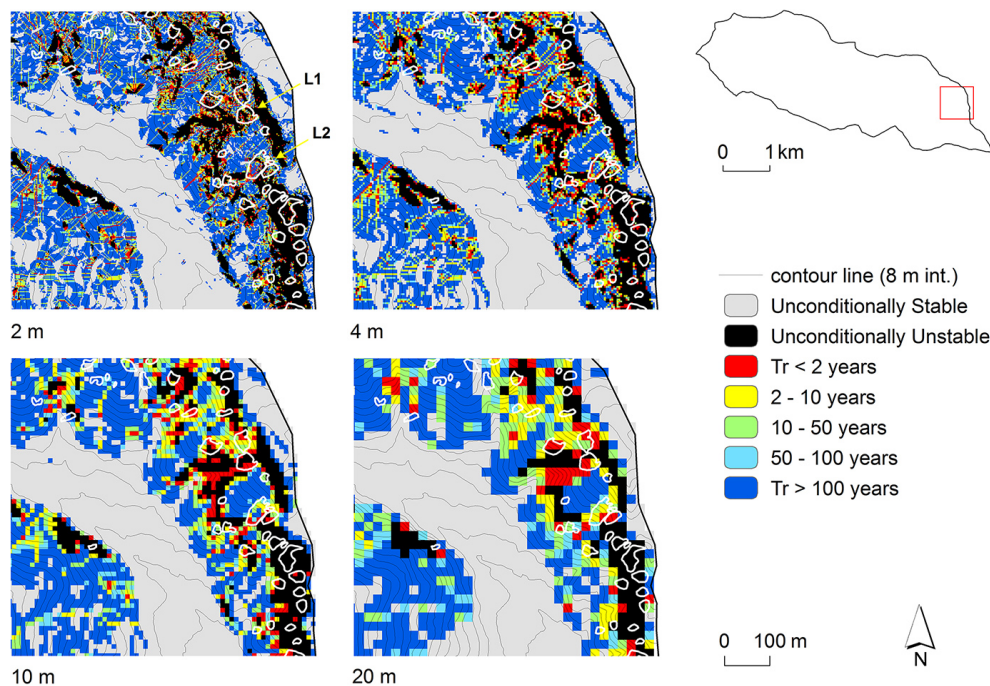 L1
L2
2 m
4 m
0 1 km
contour line (8 m int.)
Unconditionally Stable
Unconditionally Unstable
Tr < 2 years
2 - 10 years
10 - 50 years
50 - 100 years
Tr > 100 years
10 m
20 m
0 100 m
N